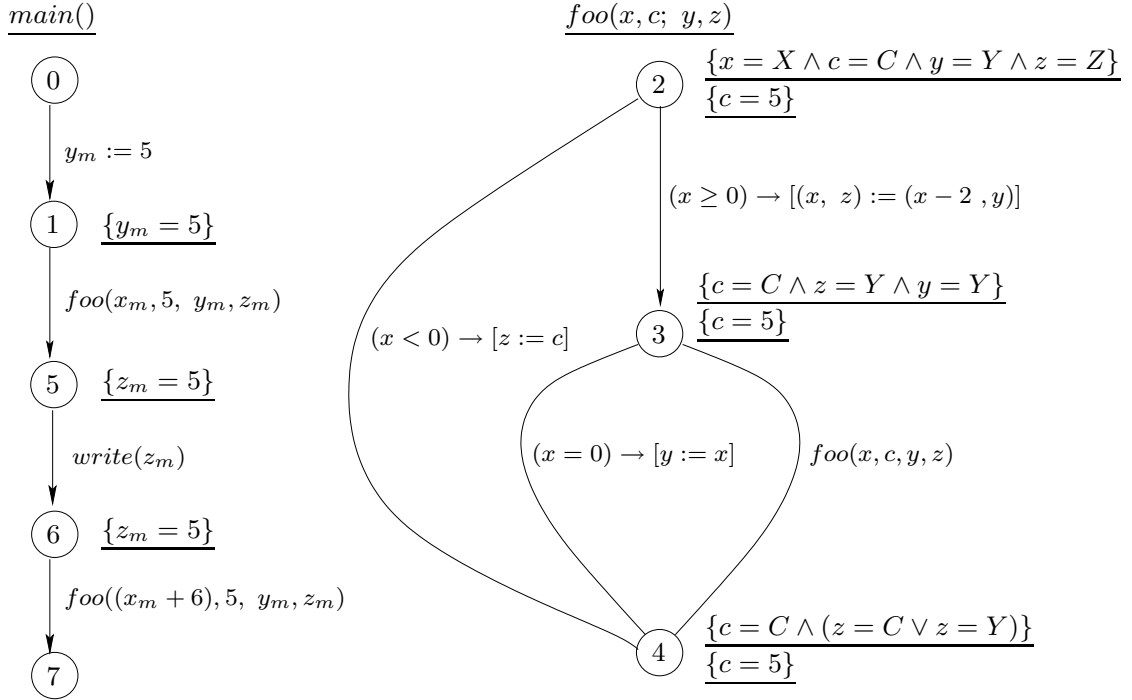 main()
0
y_m := 5
1 {y_m = 5}
foo(x_m, 5, y_m, z_m)
5 {z_m = 5}
write(z_m)
6 {z_m = 5}
foo((x_m + 6), 5, y_m, z_m)
7
foo(x, c; y, z)
2 {x = X ∧ c = C ∧ y = Y ∧ z = Z}
{c = 5}
(x ≥ 0) → [(x, z) := (x − 2 , y)]
3 {c = C ∧ z = Y ∧ y = Y}
{c = 5}
(x < 0) → [z := c]
(x = 0) → [y := x]
foo(x, c, y, z)
4 {c = C ∧ (z = C ∨ z = Y)}
{c = 5}